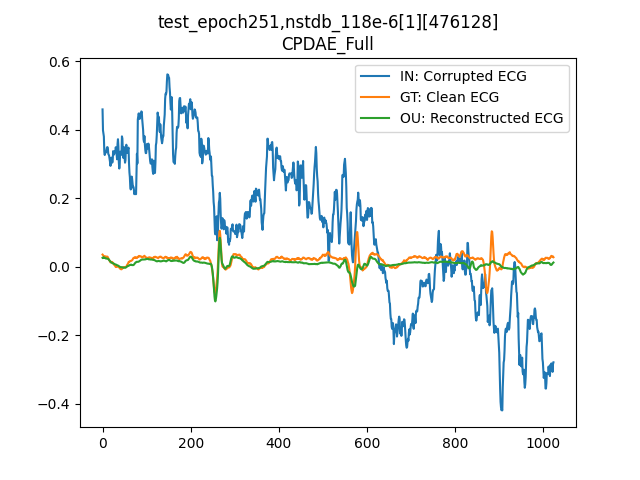 test_epoch251,nstdb_118e-6[1][476128]
CPDAE_Full
IN: Corrupted ECG
GT: Clean ECG
OU: Reconstructed ECG
0.6
0.4
0.2
0.0
−0.2
−0.4
0 200 400 600 800 1000